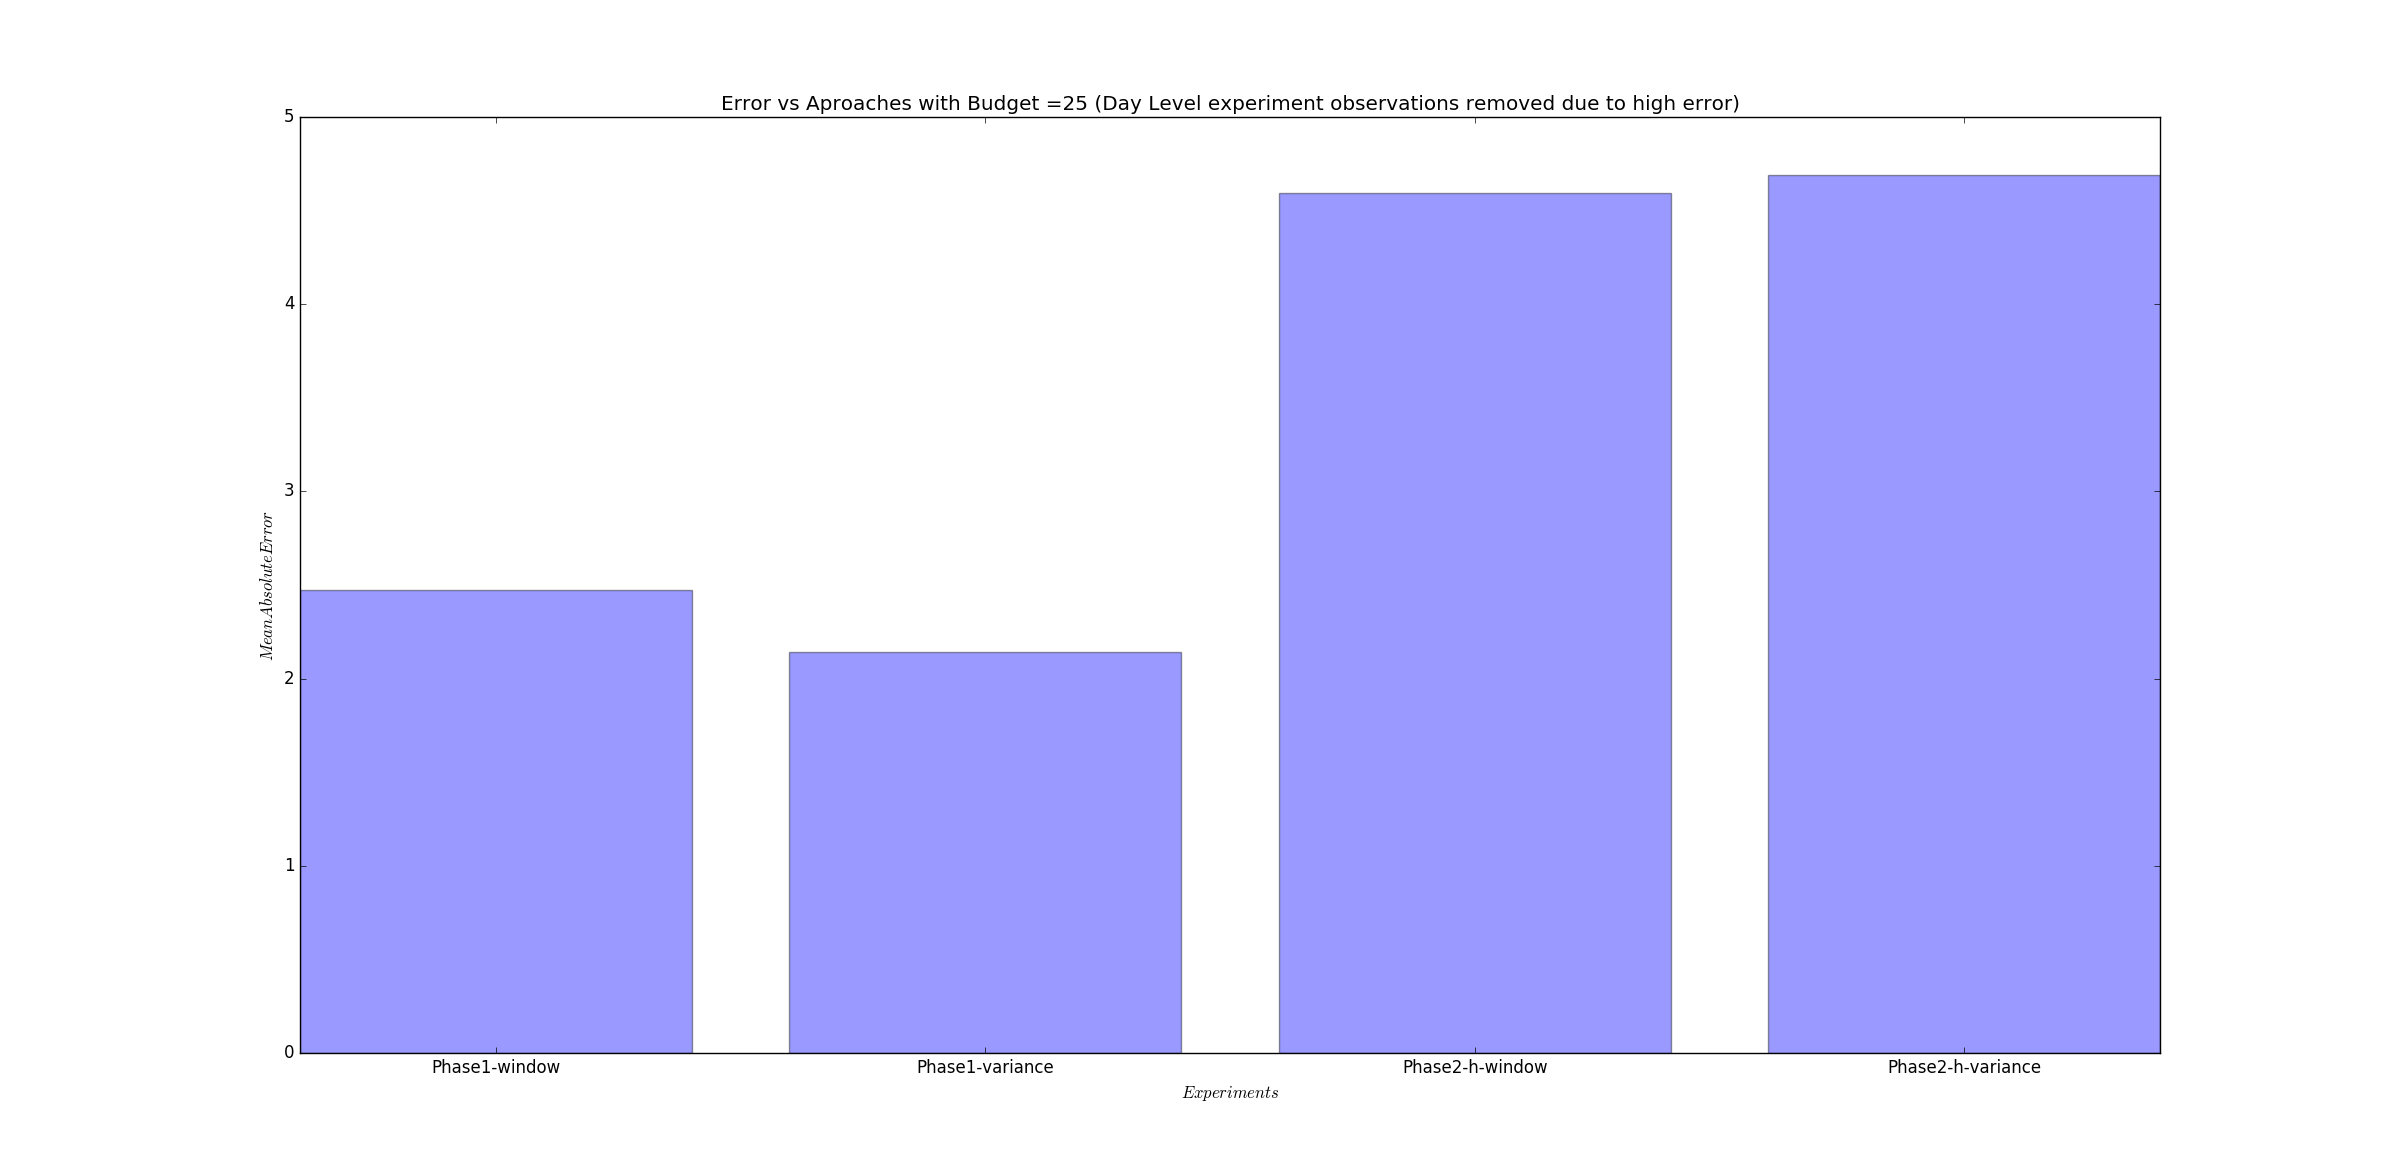 Error vs Aproaches with Budget =25 (Day Level experiment observations removed due to high error)
5
4
3
2
1
0
MeanAbsoluteError
Phase1-window Phase1-variance Phase2-h-window Phase2-h-variance
Experiments